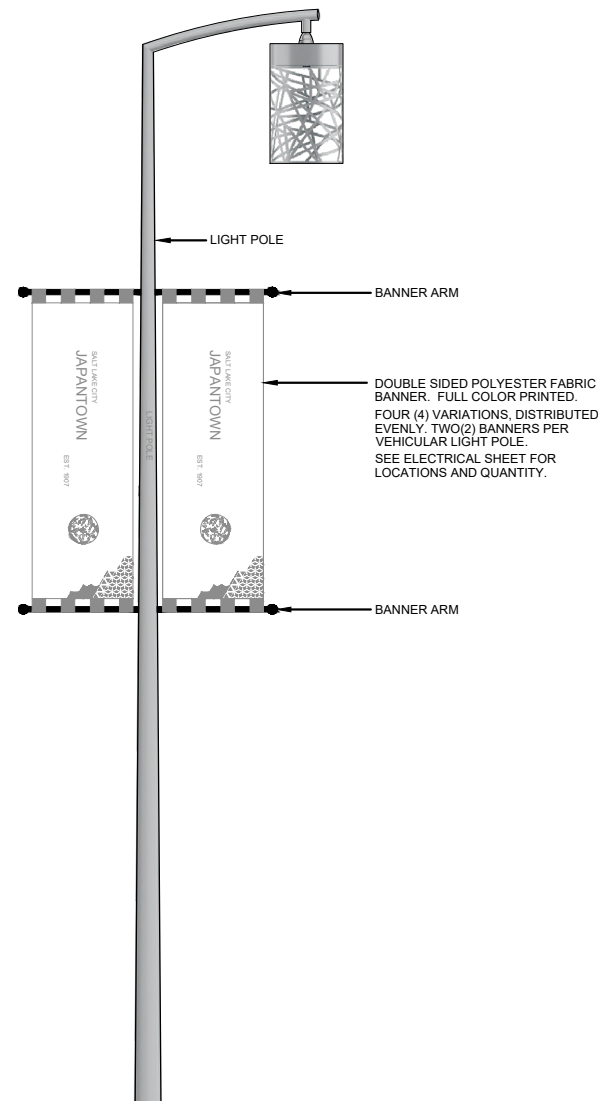 LIGHT POLE
BANNER ARM
SALT LAKE CITY
JAPANTOWN
EST. 1907
LIGHT POLE
SALT LAKE CITY
JAPANTOWN
EST. 1907
DOUBLE SIDED POLYESTER FABRIC
BANNER. FULL COLOR PRINTED.
FOUR (4) VARIATIONS, DISTRIBUTED
EVENLY. TWO(2) BANNERS PER
VEHICULAR LIGHT POLE.
SEE ELECTRICAL SHEET FOR
LOCATIONS AND QUANTITY.
BANNER ARM